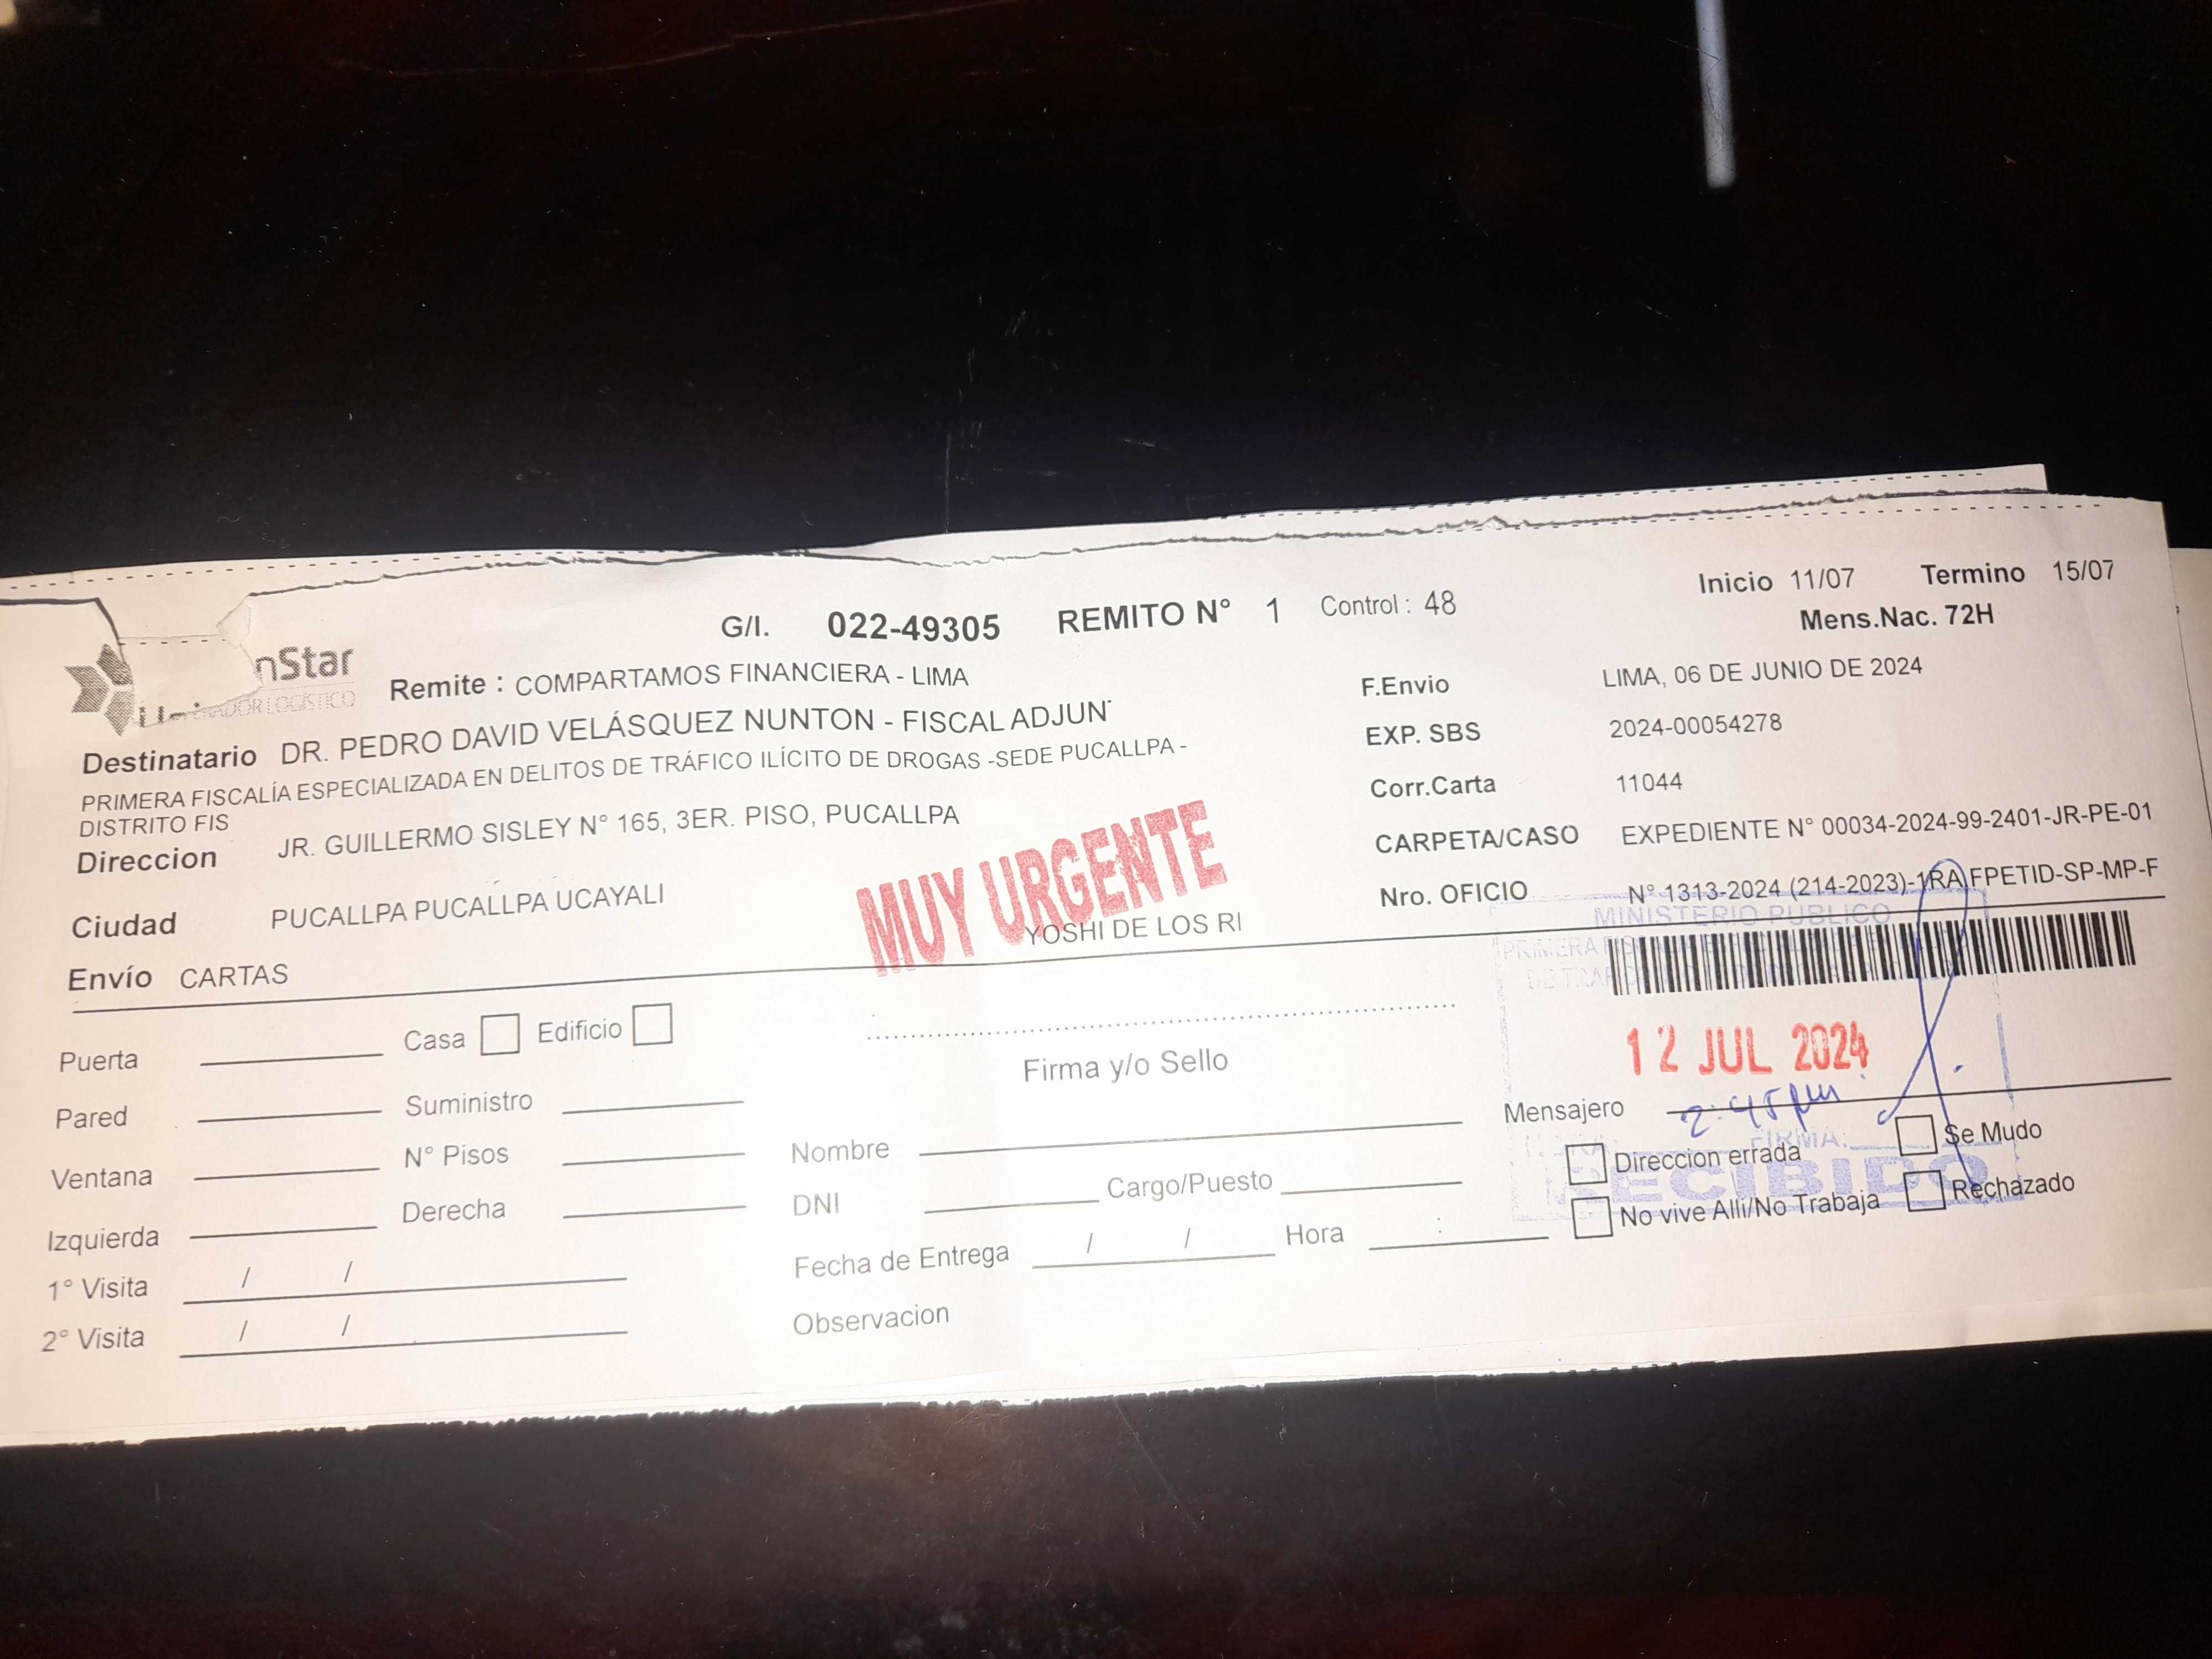 G/I. 022-49305 REMITO N° 1 Control : 48 Inicio 11/07 Termino 15/07
Mens.Nac. 72H
nStar
Remite : COMPARTAMOS FINANCIERA - LIMA
F.Envio LIMA, 06 DE JUNIO DE 2024
Destinatario DR. PEDRO DAVID VELÁSQUEZ NUNTON - FISCAL ADJUN
EXP. SBS 2024-00054278
PRIMERA FISCALÍA ESPECIALIZADA EN DELITOS DE TRÁFICO ILÍCITO DE DROGAS -SEDE PUCALLPA -
DISTRITO FIS
Corr.Carta 11044
Direccion JR. GUILLERMO SISLEY N° 165, 3ER. PISO, PUCALLPA
CARPETA/CASO EXPEDIENTE N° 00034-2024-99-2401-JR-PE-01
Ciudad PUCALLPA PUCALLPA UCAYALI
Nro. OFICIO N° 1313-2024 (214-2023)-1RA FPETID-SP-MP-F
MUY URGENTE
YOSHI DE LOS RI
MINISTERIO PUBLICO
PRIMERA
Envío CARTAS
12 JUL 2024
2:45 pm
Puerta Casa Edificio
Firma y/o Sello
Pared Suministro
Mensajero
FIRMA:
RECIBIDO
Ventana N° Pisos Nombre
Direccion errada Se Mudo
Izquierda Derecha DNI Cargo/Puesto
No vive Alli/No Trabaja Rechazado
1° Visita / / Fecha de Entrega / / Hora :
2° Visita / / Observacion